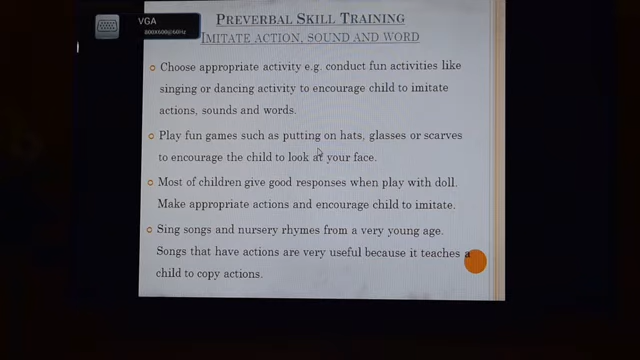 VGA
800X600@60Hz
PREVERBAL SKILL TRAINING
IMITATE ACTION, SOUND AND WORD
Choose appropriate activity e.g. conduct fun activities like
singing or dancing activity to encourage child to imitate
actions, sounds and words.
Play fun games such as putting on hats, glasses or scarves
to encourage the child to look at your face.
Most of children give good responses when play with doll.
Make appropriate actions and encourage child to imitate.
Sing songs and nursery rhymes from a very young age.
Songs that have actions are very useful because it teaches a
child to copy actions.